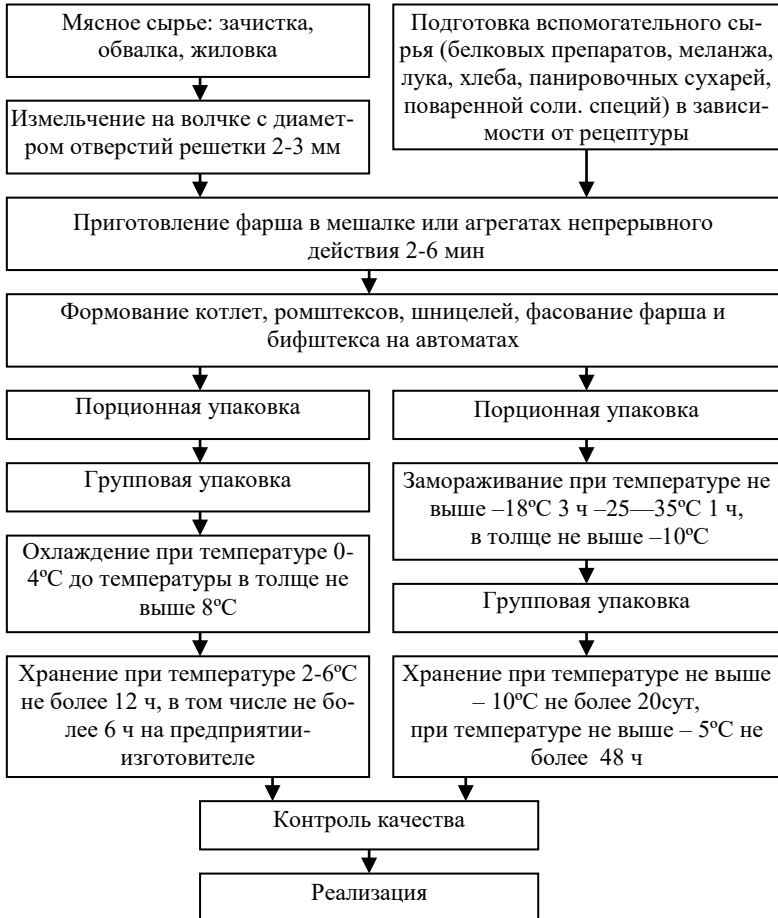 Мясное сырье: зачистка,
обвалка, жиловка
Подготовка вспомогательного сы-
рья (белковых препаратов, меланжа,
лука, хлеба, панировочных сухарей,
поваренной соли. специй) в зависи-
мости от рецептуры
Измельчение на волчке с диамет-
ром отверстий решетки 2-3 мм
Приготовление фарша в мешалке или агрегатах непрерывного
действия 2-6 мин
Формование котлет, ромштексов, шницелей, фасование фарша и
бифштекса на автоматах
Порционная упаковка
Групповая упаковка
Охлаждение при температуре 0-
4ºС до температуры в толще не
выше 8ºС
Хранение при температуре 2-6ºС
не более 12 ч, в том числе не бо-
лее 6 ч на предприятии-
изготовителе
Порционная упаковка
Замораживание при температуре не
выше –18ºС 3 ч –25—35ºС 1 ч,
в толще не выше –10ºС
Групповая упаковка
Хранение при температуре не выше
– 10ºС не более 20сут,
при температуре не выше – 5ºС не
более  48 ч
Контроль качества
Реализация